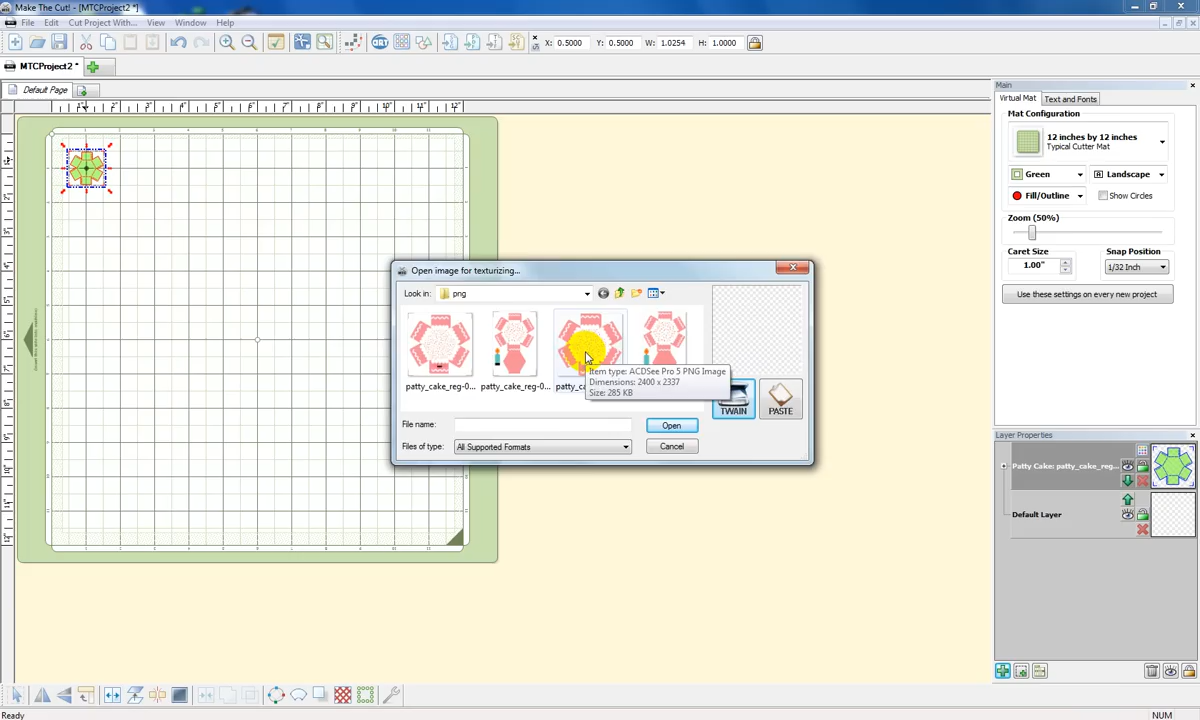 Make The Cut! - [MTCProject2 *]
File Edit Cut Project With... View Window Help
X: 0.5000 Y: 0.5000 W: 1.0254 H: 1.0000
MTCProject2 *
Default Page
Main
Virtual Mat Text and Fonts
Mat Configuration
12 inches by 12 inches
Typical Cutter Mat
Green Landscape
Fill/Outline Show Circles
Zoom (50%)
Caret Size Snap Position
1.00" 1/32 Inch
Use these settings on every new project
Open image for texturizing...
Look in: png
patty_cake_reg-0... patty_cake_reg-0... patty_ca
Item type: ACDSee Pro 5 PNG Image
Dimensions: 2400 x 2337
Size: 285 KB
TWAIN PASTE
File name: Open
Files of type: All Supported Formats Cancel
Layer Properties
Patty Cake: patty_cake_reg...
Default Layer
Ready NUM